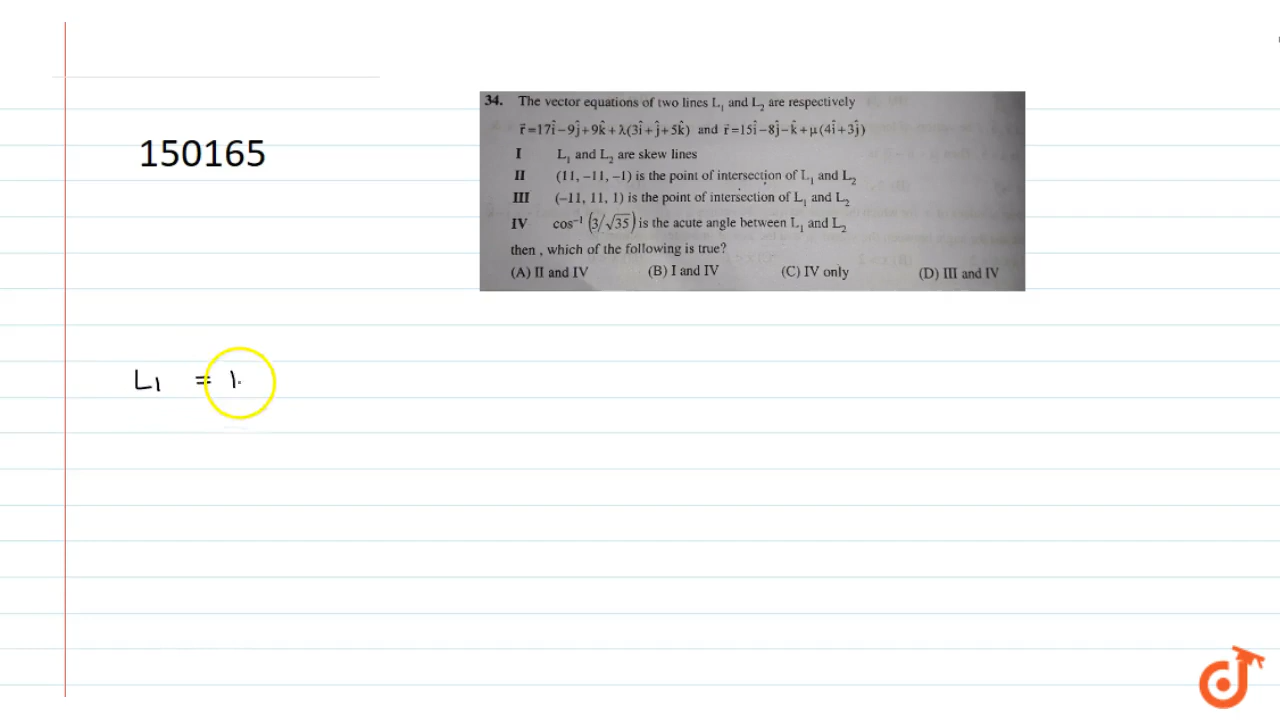 150165
34. The vector equations of two lines L₁ and L₂ are respectively
r⃗=17î−9ĵ+9k̂+λ(3î+ĵ+5k̂) and r⃗=15î−8ĵ−k̂+μ(4î+3ĵ)
I L₁ and L₂ are skew lines
II (11, −11, −1) is the point of intersection of L₁ and L₂
III (−11, 11, 1) is the point of intersection of L₁ and L₂
IV cos⁻¹ (3/√35) is the acute angle between L₁ and L₂
then , which of the following is true?
(A) II and IV (B) I and IV (C) IV only (D) III and IV
L₁ = 1